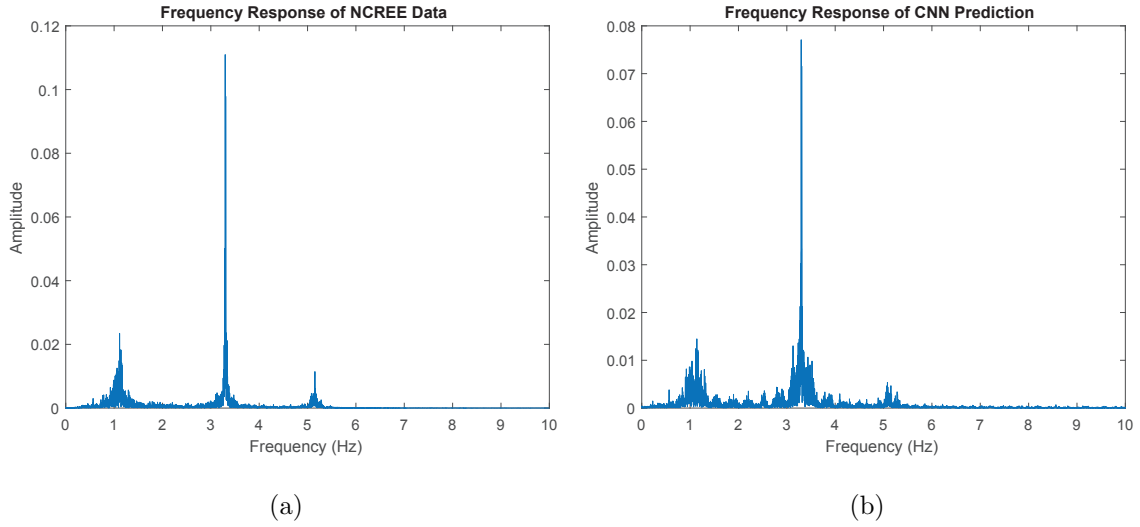 Frequency Response of NCREE Data
0.12
0.1
0.08
0.06
0.04
0.02
0
Amplitude
0 1 2 3 4 5 6 7 8 9 10
Frequency (Hz)
(a)
Frequency Response of CNN Prediction
0.08
0.07
0.06
0.05
0.04
0.03
0.02
0.01
0
Amplitude
0 1 2 3 4 5 6 7 8 9 10
Frequency (Hz)
(b)